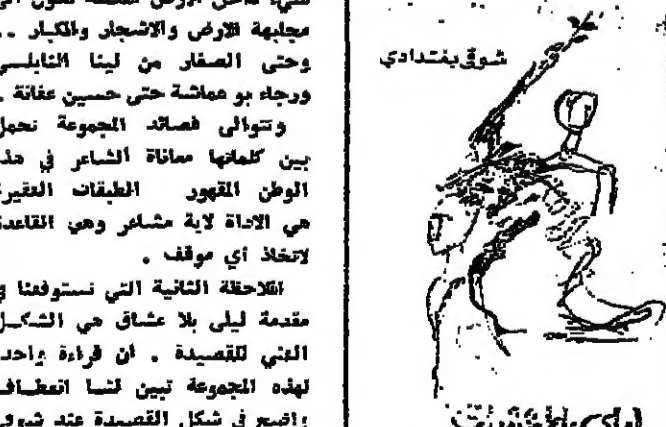 مجابهة الارض والاشجار والكبار ..
وحتى الصغار من لينا النابلسي
ورجاء بو عماشة حتى حسين عفانة .
وتتوالى قصائد المجموعة تحمل
بين كلماتها معاناة الشاعر في هذا
الوطن المقهور الطبقات الفقيرة
هي الاداة لاية مشاعر وهي القاعدة
لاتخاذ أي موقف .
الملاحظة الثانية التي تستوقفنا في
مقدمة ليلى بلا عشاق هي الشكل
الفني للقصيدة . ان قراءة واحدة
لهذه المجموعة تبين لنا انعطافا
واضح في شكل القصيدة عند شوقي
شوقي بغدادي